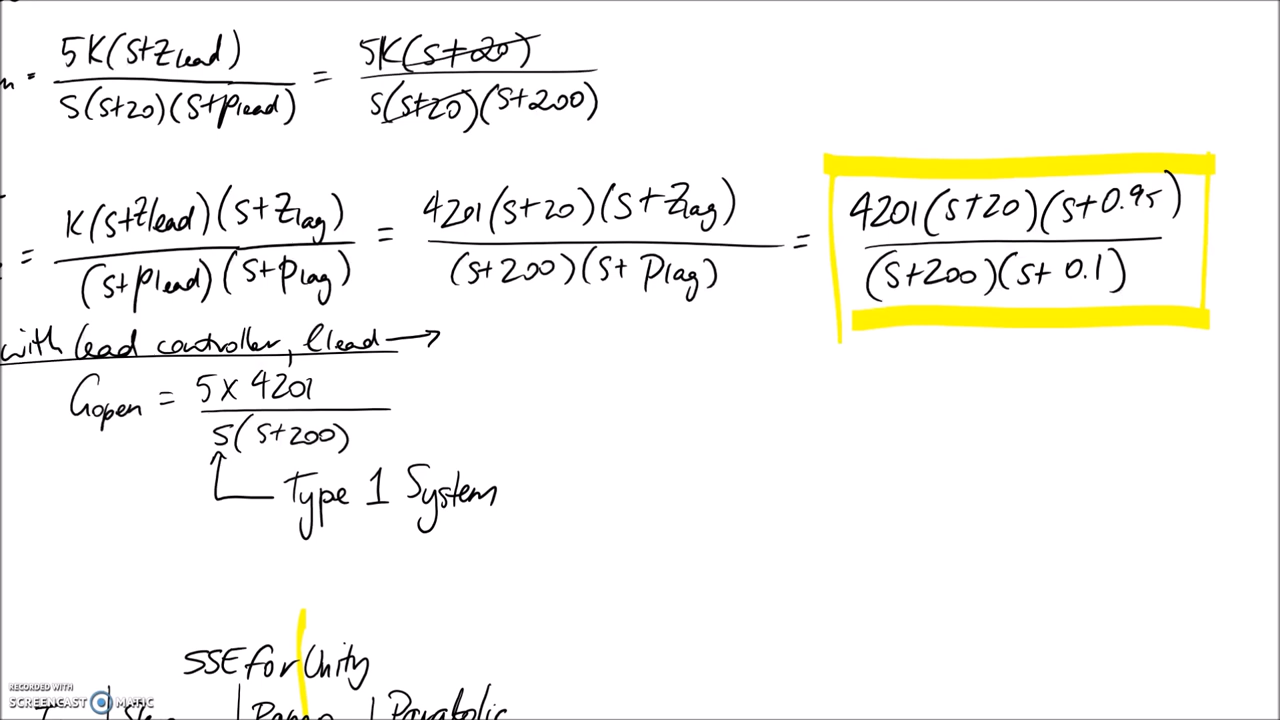 n = 5K(s+Zlead) / s(s+20)(s+Plead) = 5K(s+20) / s(s+20)(s+200)
= K(s+Zlead)(s+Zlag) / (s+Plead)(s+Plag) = 4201(s+20)(s+Zlag) / (s+200)(s+Plag) = 4201(s+20)(s+0.95) / (s+200)(s+0.1)
with lead controller, Clead →
Gopen = 5 x 4201 / s(s+200)
Type 1 System
SSE for Unity
RECORDED WITH
SCREENCAST MATIC
Parabolic